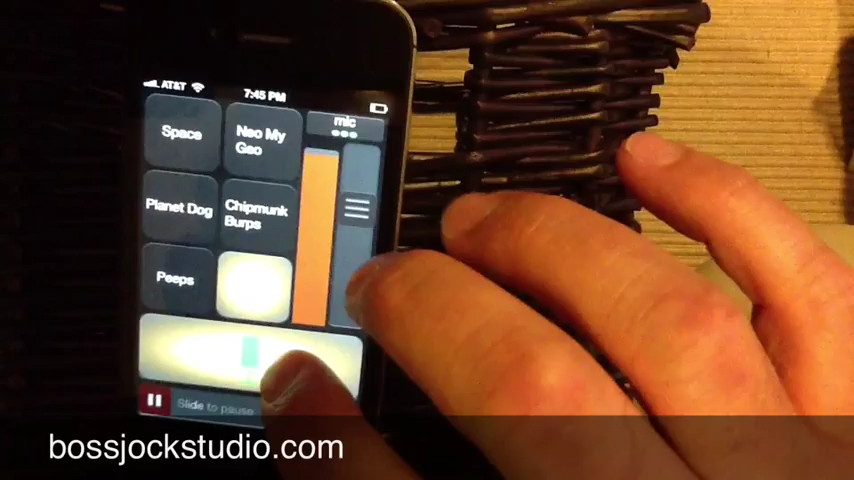 AT&T
7:45 PM
Space
Neo My
Geo
mic
Planet Dog
Chipmunk
Burps
Peeps
Slide to pause
bossjockstudio.com